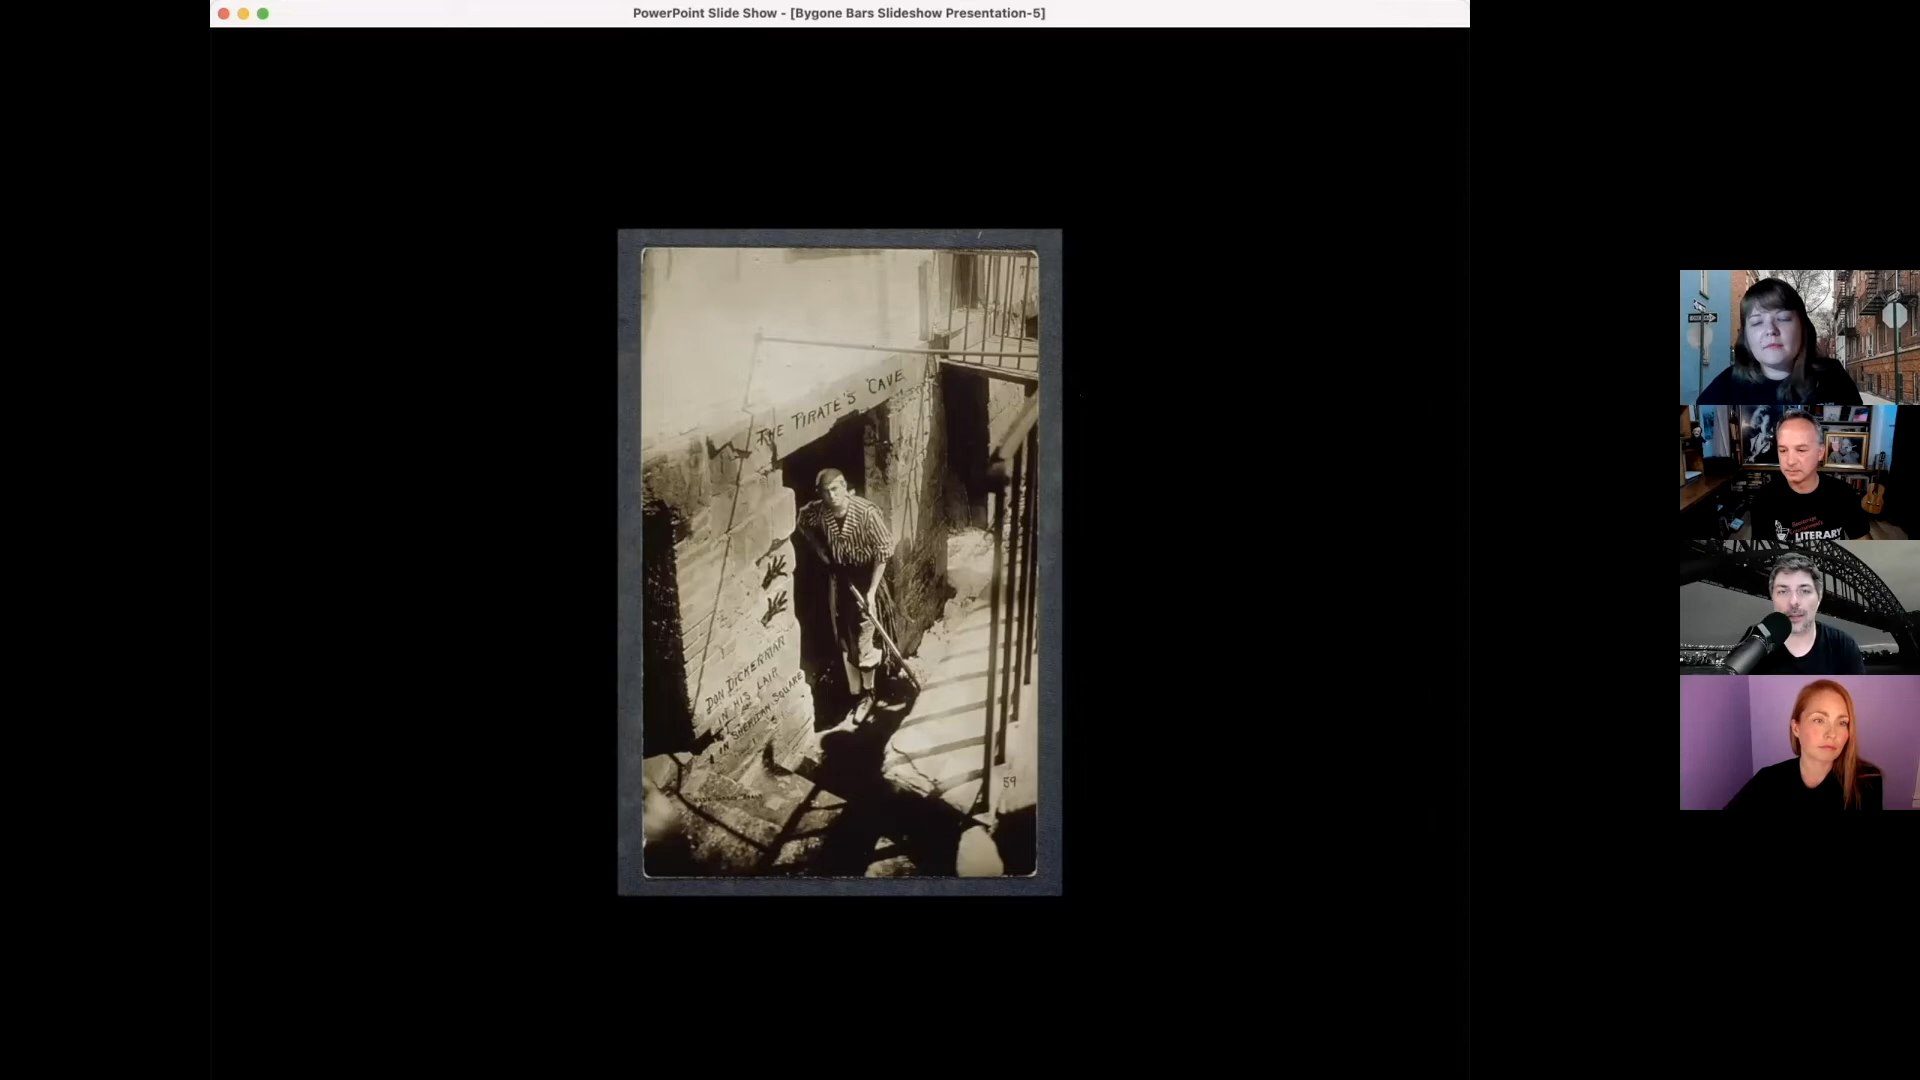 PowerPoint Slide Show - [Bygone Bars Slideshow Presentation-5]
THE PIRATE'S CAVE
DON DICKERMAN
IN HIS LAIR
IN SHERIDAN SQUARE
59
LITERARY